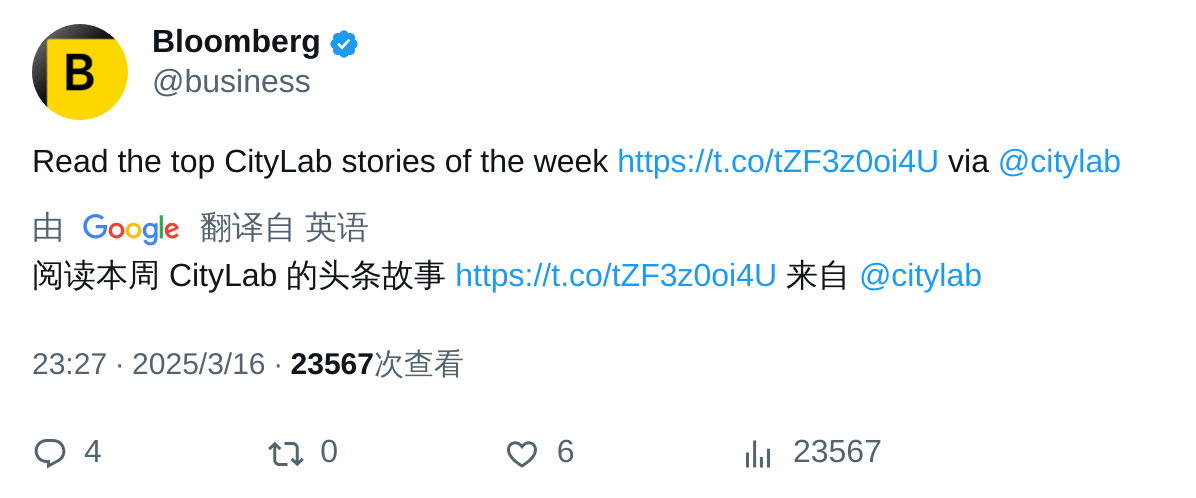 B
Bloomberg
@business
Read the top CityLab stories of the week https://t.co/tZF3z0oi4U via @citylab
由 Google 翻译自 英语
阅读本周 CityLab 的头条故事 https://t.co/tZF3z0oi4U 来自 @citylab
23:27 · 2025/3/16 · 23567次查看
4 0 6 23567